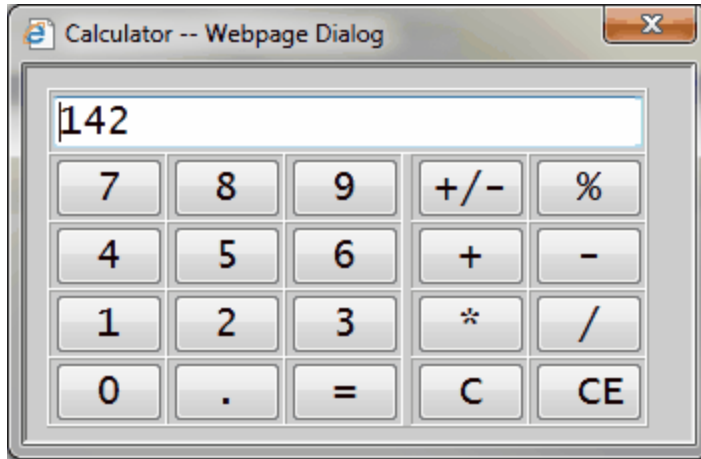 Calculator -- Webpage Dialog
142
7 8 9 +/- %
4 5 6 + -
1 2 3 * /
0 . = C CE